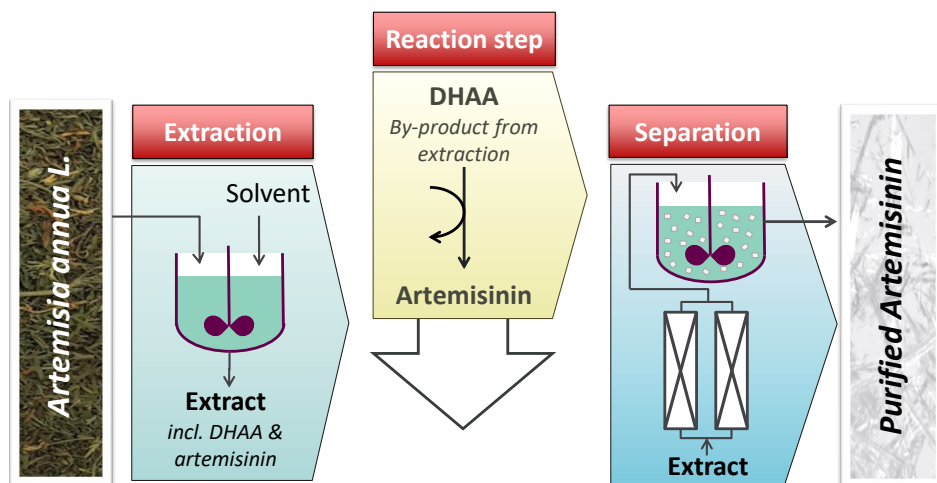 Artemisia annua L.
Extraction
Solvent
Extract
incl. DHAA &
artemisinin
Reaction step
DHAA
By-product from
extraction
Artemisinin
Separation
Extract
Purified Artemisinin